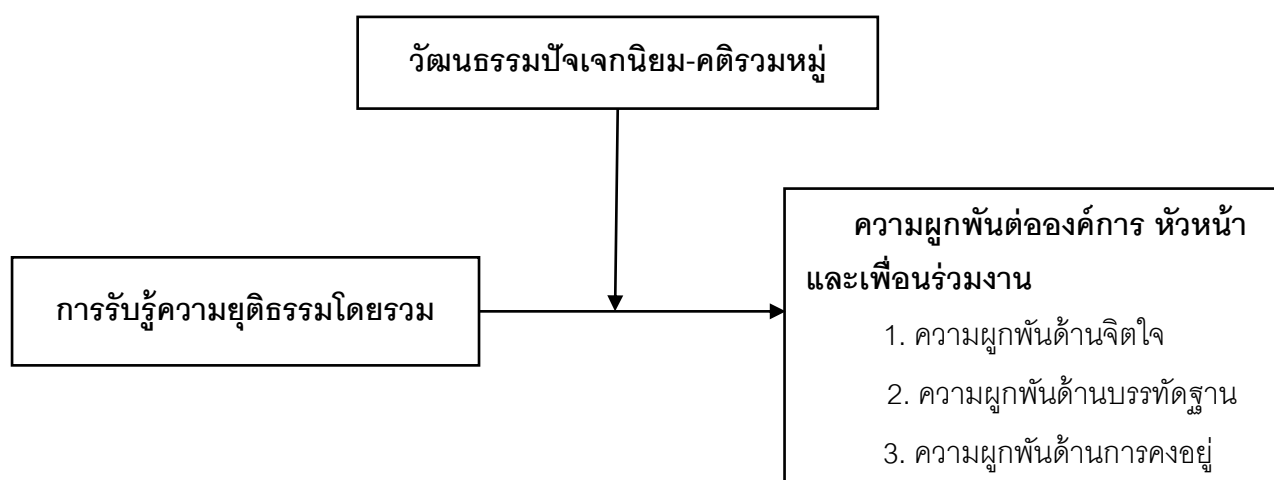 วัฒนธรรมปัจเจกนิยม-คติรวมหมู่
การรับรู้ความยุติธรรมโดยรวม
ความผูกพันต่อองค์การ หัวหน้า
และเพื่อนร่วมงาน
1. ความผูกพันด้านจิตใจ
2. ความผูกพันด้านบรรทัดฐาน
3. ความผูกพันด้านการคงอยู่